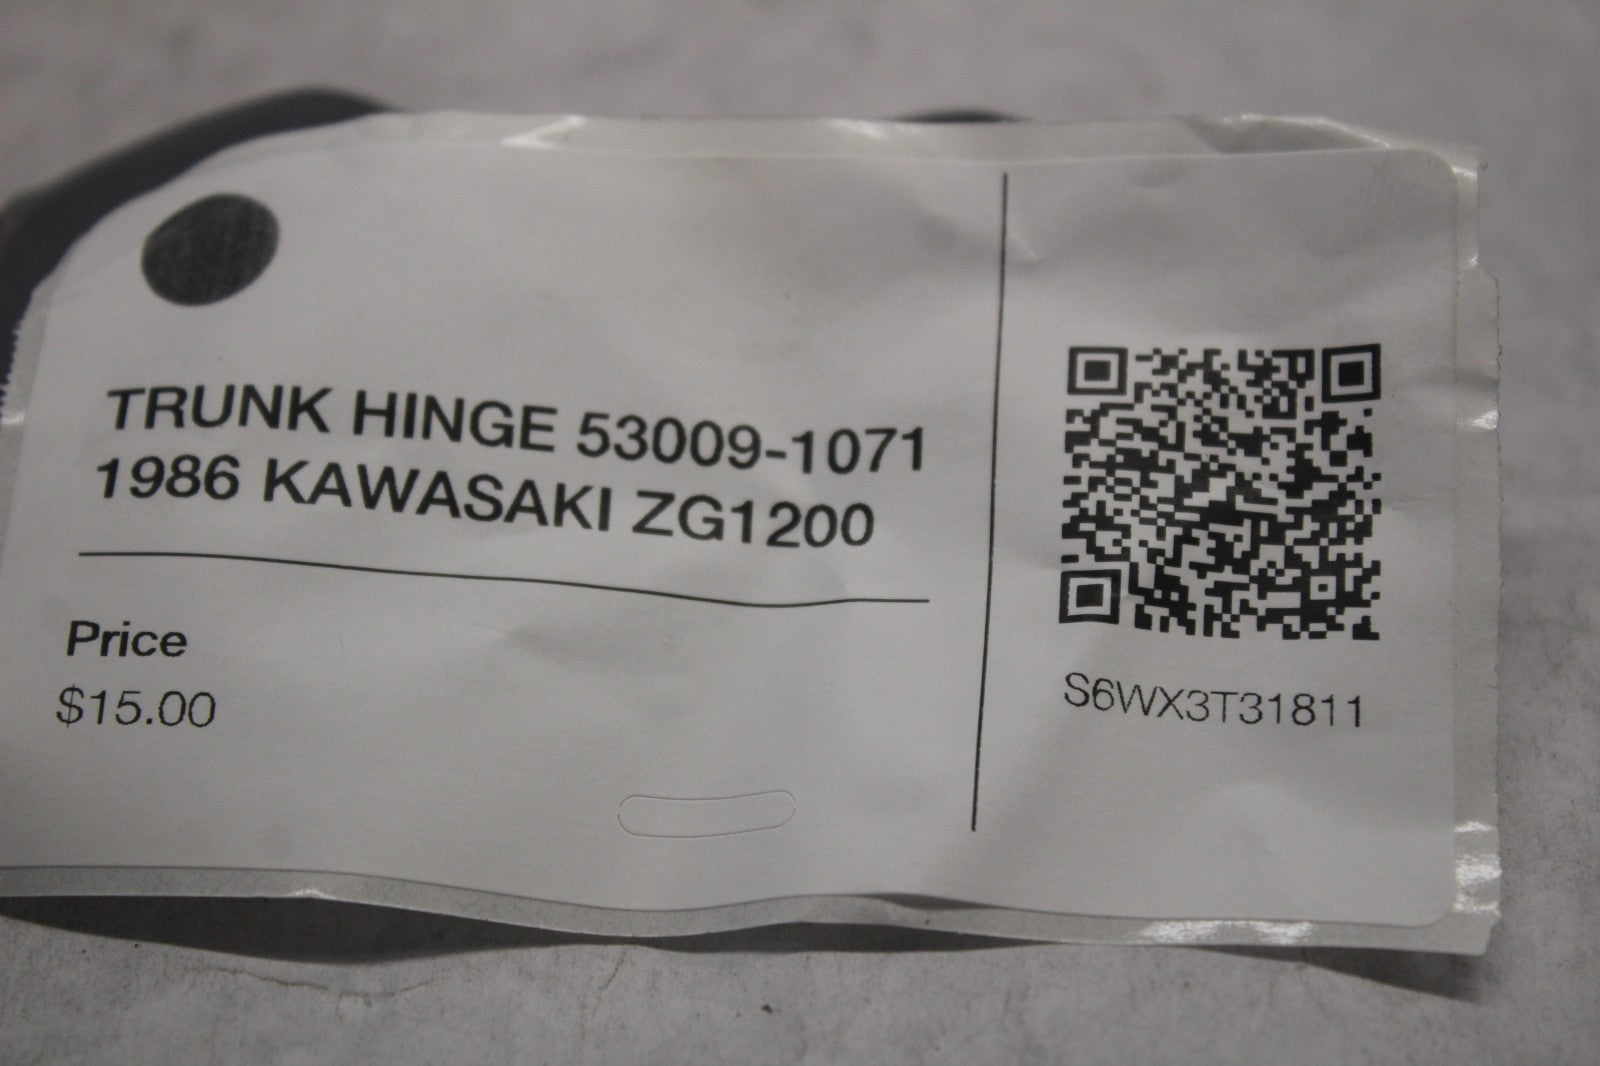 TRUNK HINGE 53009-1071
1986 KAWASAKI ZG1200
Price
$15.00
S6WX3T31811